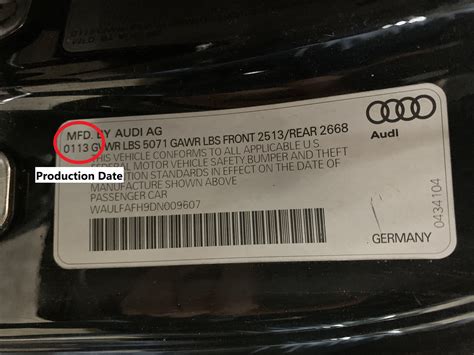 MFD. BY AUDI AG
0113 GVWR LBS 5071 GAWR LBS FRONT 2513/REAR 2668
THIS VEHICLE CONFORMS TO ALL APPLICABLE U.S
FEDERAL MOTOR VEHICLE SAFETY BUMPER AND THEFT
PREVENTION STANDARDS IN EFFECT ON THE DATE OF
MANUFACTURE SHOWN ABOVE
PASSENGER CAR
WAULFAFH9DN009607
Production Date
Audi
0434104
GERMANY